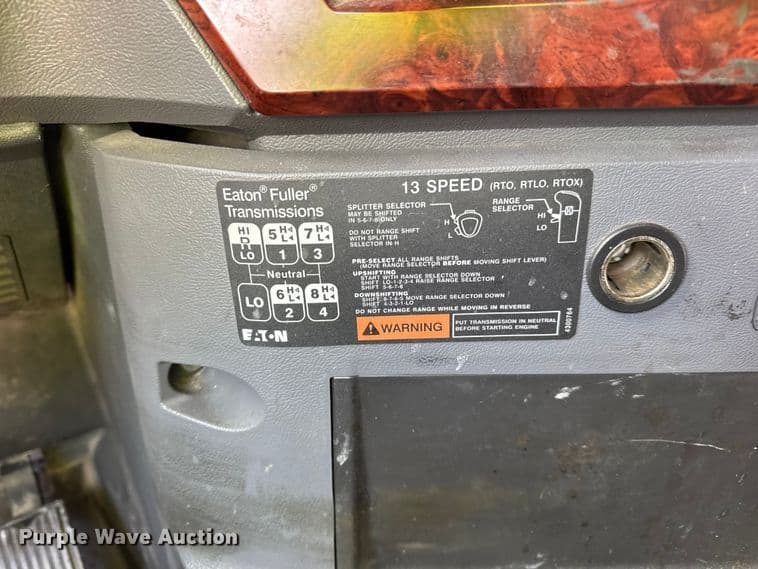 Eaton® Fuller®
Transmissions
13 SPEED (RTO, RTLO, RTOX)
HI
R
LO
5 H L
1
7 H L
3
Neutral
LO
6 H L
2
8 H L
4
EATON
SPLITTER SELECTOR
MAY BE SHIFTED
IN 5-6-7-8 ONLY
DO NOT RANGE SHIFT
WITH SPLITTER
SELECTOR IN H
H
L
RANGE
SELECTOR
HI
LO
PRE-SELECT ALL RANGE SHIFTS
(MOVE RANGE SELECTOR BEFORE MOVING SHIFT LEVER)
UPSHIFTING
START WITH RANGE SELECTOR DOWN
SHIFT LO-1-2-3-4 RAISE RANGE SELECTOR
SHIFT 5-6-7-8
DOWNSHIFTING
SHIFT 8-7-6-5 MOVE RANGE SELECTOR DOWN
SHIFT 4-3-2-1-LO
DO NOT CHANGE RANGE WHILE MOVING IN REVERSE
WARNING
PUT TRANSMISSION IN NEUTRAL
BEFORE STARTING ENGINE
4300764
Purple Wave Auction